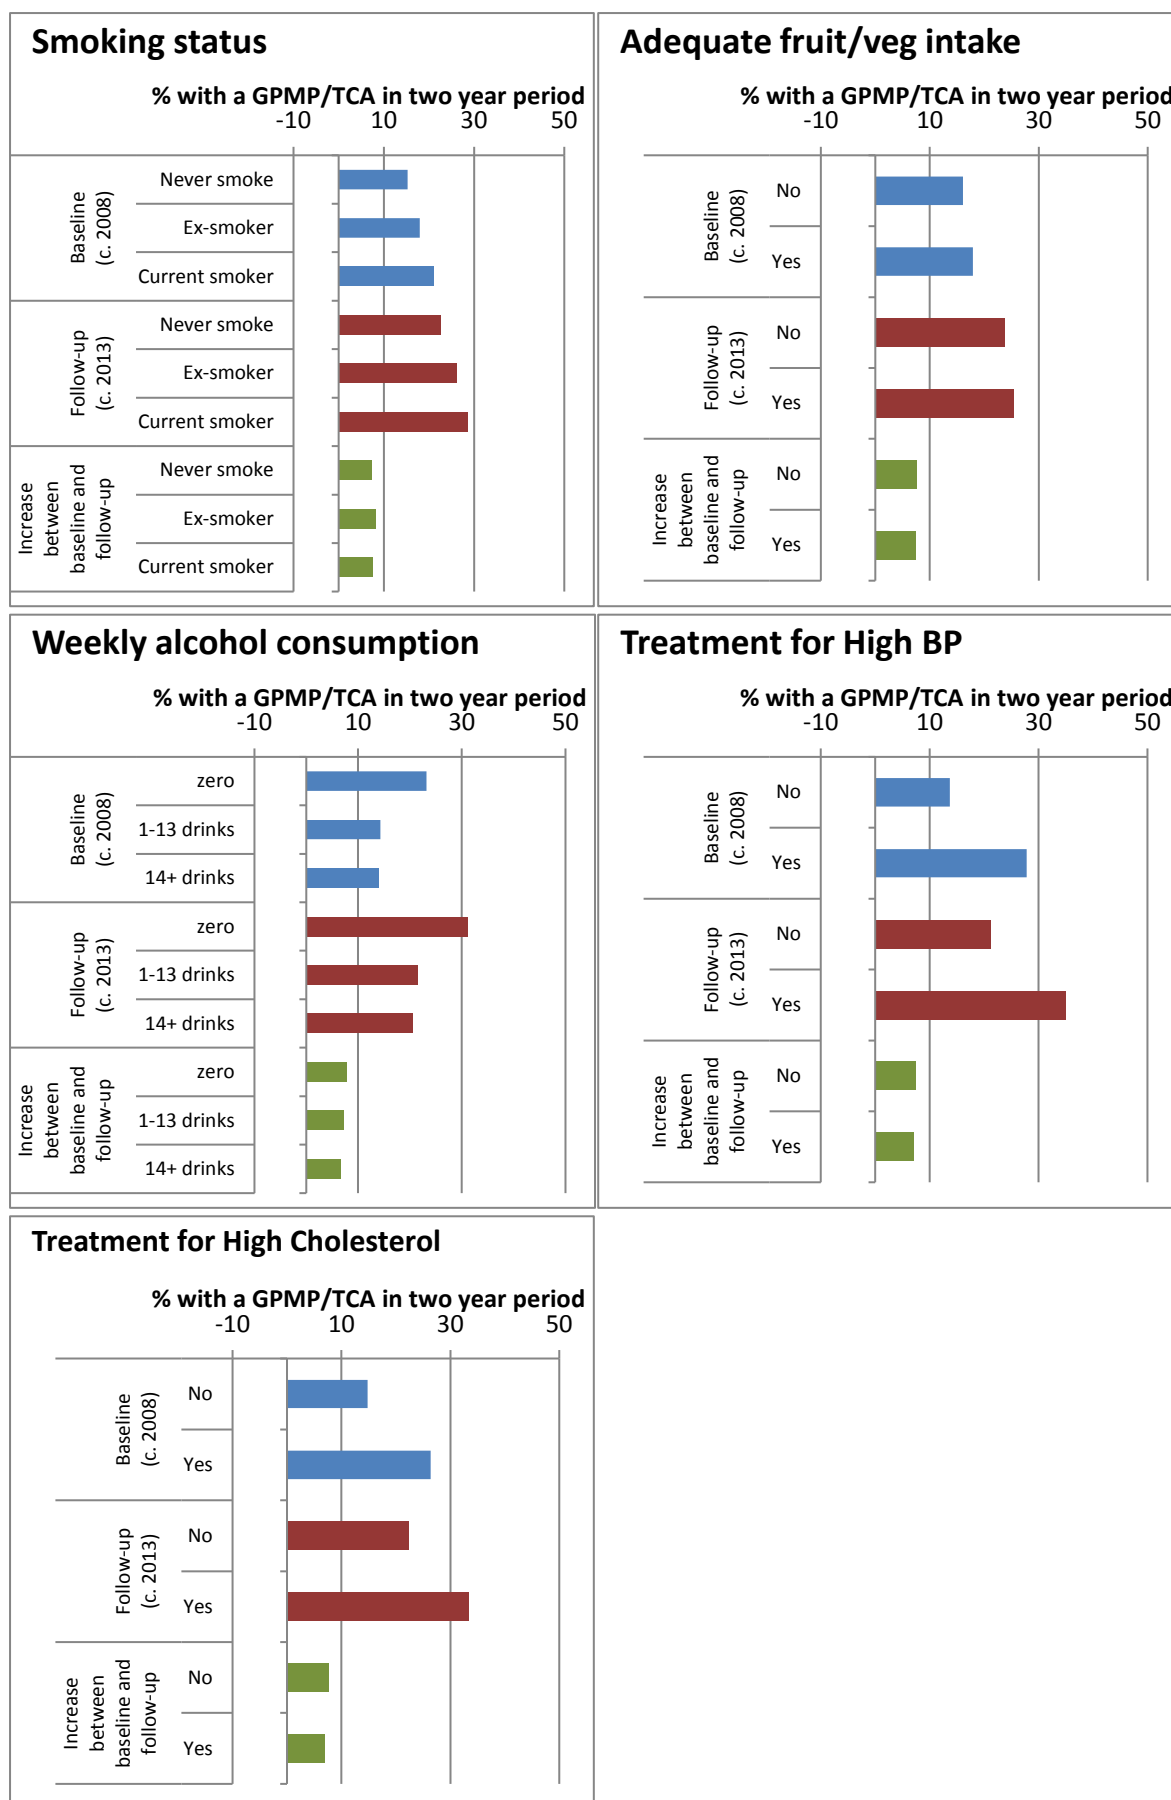 Smoking status
% with a GPMP/TCA in two year period
-10 10 30 50
Baseline
(c. 2008)
Never smoke
Ex-smoker
Current smoker
Follow-up
(c. 2013)
Never smoke
Ex-smoker
Current smoker
Increase
between
baseline and
follow-up
Never smoke
Ex-smoker
Current smoker
Adequate fruit/veg intake
% with a GPMP/TCA in two year period
-10 10 30 50
Baseline
(c. 2008)
No
Yes
Follow-up
(c. 2013)
No
Yes
Increase
between
baseline and
follow-up
No
Yes
Weekly alcohol consumption
% with a GPMP/TCA in two year period
-10 10 30 50
Baseline
(c. 2008)
zero
1-13 drinks
14+ drinks
Follow-up
(c. 2013)
zero
1-13 drinks
14+ drinks
Increase
between
baseline and
follow-up
zero
1-13 drinks
14+ drinks
Treatment for High BP
% with a GPMP/TCA in two year period
-10 10 30 50
Baseline
(c. 2008)
No
Yes
Follow-up
(c. 2013)
No
Yes
Increase
between
baseline and
follow-up
No
Yes
Treatment for High Cholesterol
% with a GPMP/TCA in two year period
-10 10 30 50
Baseline
(c. 2008)
No
Yes
Follow-up
(c. 2013)
No
Yes
Increase
between
baseline and
follow-up
No
Yes